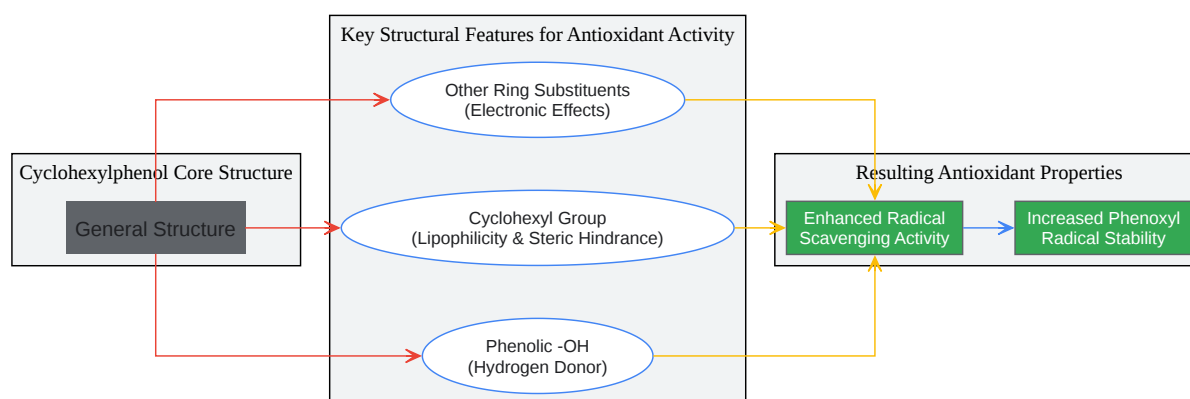 Key Structural Features for Antioxidant Activity
Other Ring Substituents
(Electronic Effects)
Cyclohexylphenol Core Structure
General Structure
Cyclohexyl Group
(Lipophilicity & Steric Hindrance)
Phenolic -OH
(Hydrogen Donor)
Resulting Antioxidant Properties
Enhanced Radical
Scavenging Activity
Increased Phenoxyl
Radical Stability